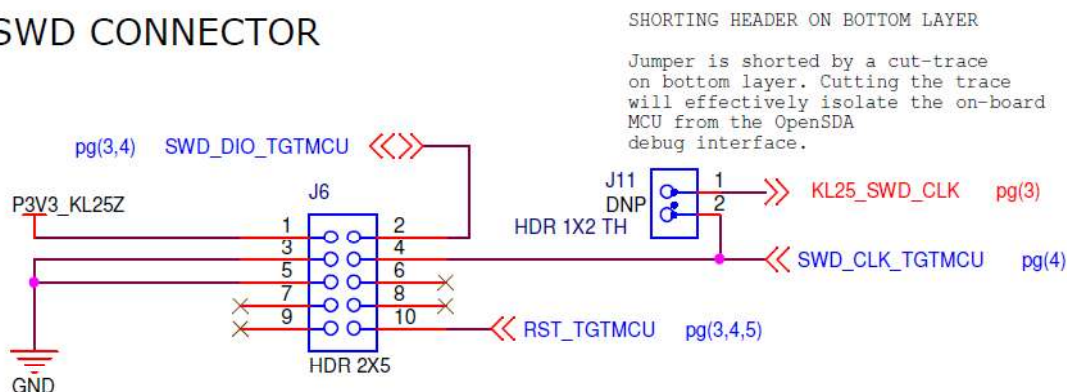 SWD CONNECTOR
SHORTING HEADER ON BOTTOM LAYER
Jumper is shorted by a cut-trace
on bottom layer. Cutting the trace
will effectively isolate the on-board
MCU from the OpenSDA
debug interface.
pg(3,4) SWD_DIO_TGTMCU
P3V3_KL25Z
J6
1 2
3 4
5 6
7 8
9 10
HDR 2X5
GND
J11
DNP
HDR 1X2 TH
1
2
KL25_SWD_CLK pg(3)
SWD_CLK_TGTMCU pg(4)
RST_TGTMCU pg(3,4,5)